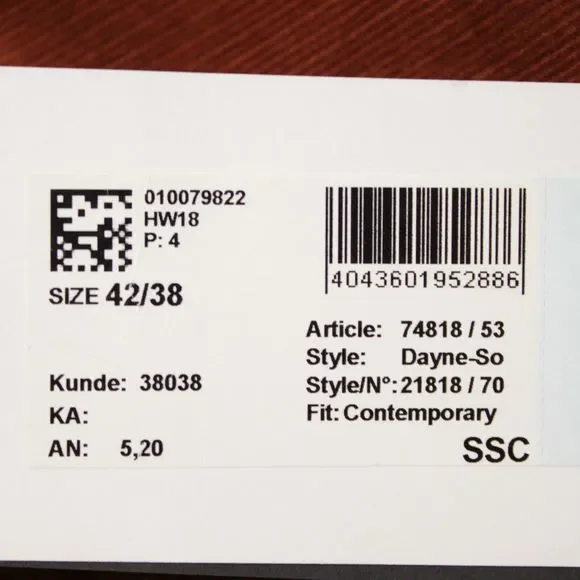 010079822
HW18
P: 4
SIZE 42/38
4043601952886
Article: 74818 / 53
Style: Dayne-So
Style/N°: 21818 / 70
Fit: Contemporary
SSC
Kunde: 38038
KA:
AN: 5,20